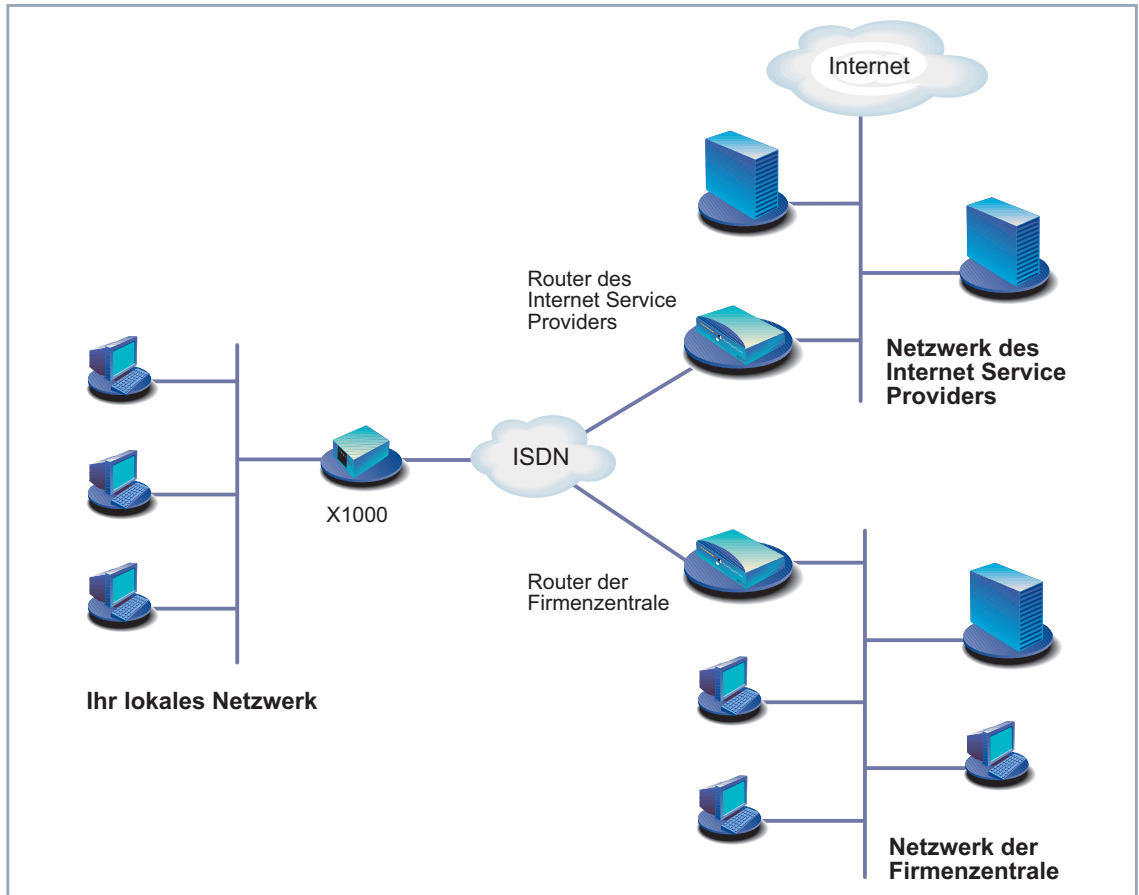 Internet
Router des
Internet Service
Providers
Netzwerk des
Internet Service
Providers
ISDN
X1000
Router der
Firmenzentrale
Ihr lokales Netzwerk
Netzwerk der
Firmenzentrale